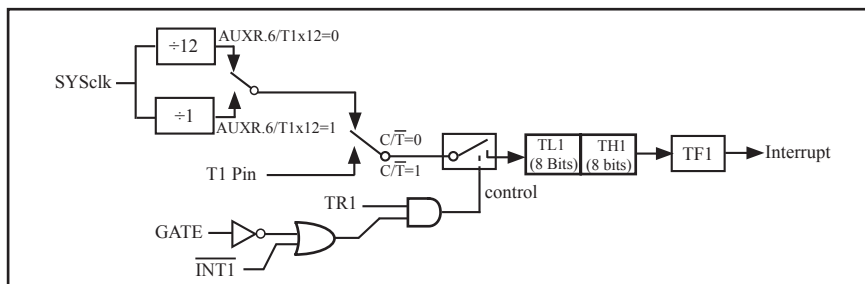 ÷12
AUXR.6/T1x12=0
SYSclk
÷1
AUXR.6/T1x12=1
C/T̅=0
C/T̅=1
T1 Pin
TL1
(8 Bits)
TH1
(8 bits)
TF1
Interrupt
control
TR1
GATE
I̅N̅T̅1̅